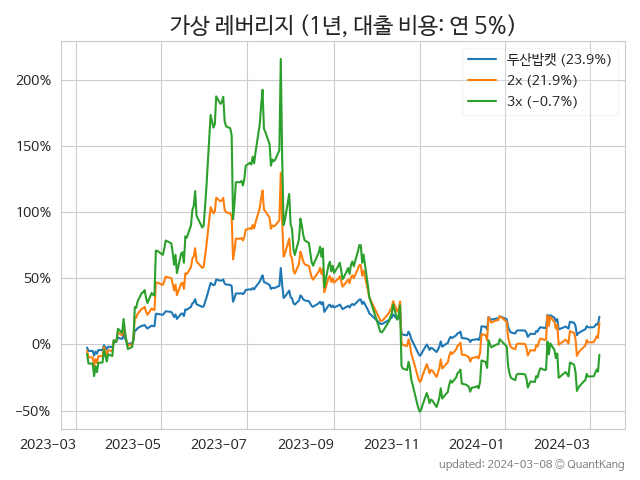 가상 레버리지 (1년, 대출 비용: 연 5%)
두산밥캣 (23.9%)
2x (21.9%)
3x (-0.7%)
200%
150%
100%
50%
0%
-50%
2023-03 2023-05 2023-07 2023-09 2023-11 2024-01 2024-03
updated: 2024-03-08 © QuantKang